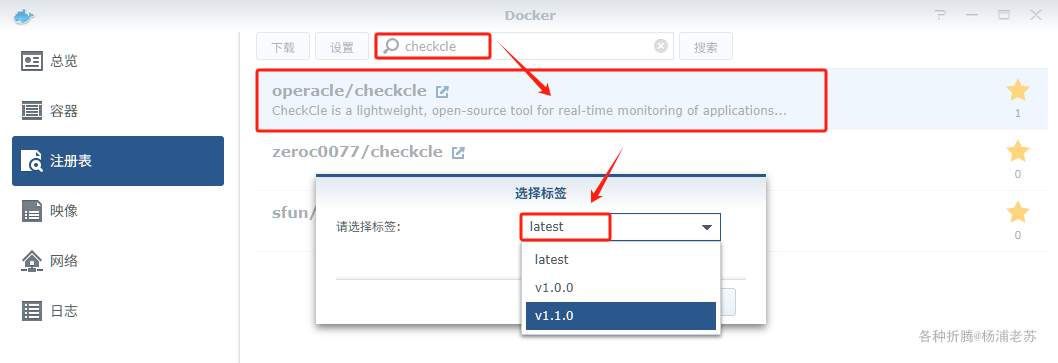 Docker
总览
容器
注册表
映像
网络
日志
下载 设置 checkcle 搜索
operacle/checkcle
CheckCle is a lightweight, open-source tool for real-time monitoring of applications...
1
zeroc0077/checkcle
0
sfun/
0
选择标签
请选择标签: latest
latest
v1.0.0
v1.1.0
各种折腾@杨浦老苏